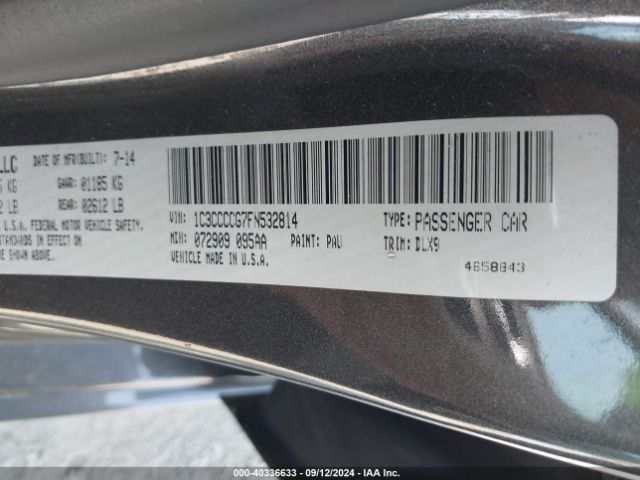 LLC DATE OF MFR(BUILT): 7-14
KG GAWR: 01185 KG
LB REAR: 02612 LB
U.S.A. FEDERAL MOTOR VEHICLE SAFETY,
STANDARDS IN EFFECT ON
SHOWN ABOVE.
VIN: 1C3CCCCG7FN532814
TYPE: PASSENGER CAR
MDH: 072909 095AA PAINT: PAU TRIM: DLX9
VEHICLE MADE IN U.S.A.
4658843
000-40336633 - 09/12/2024 - IAA Inc.